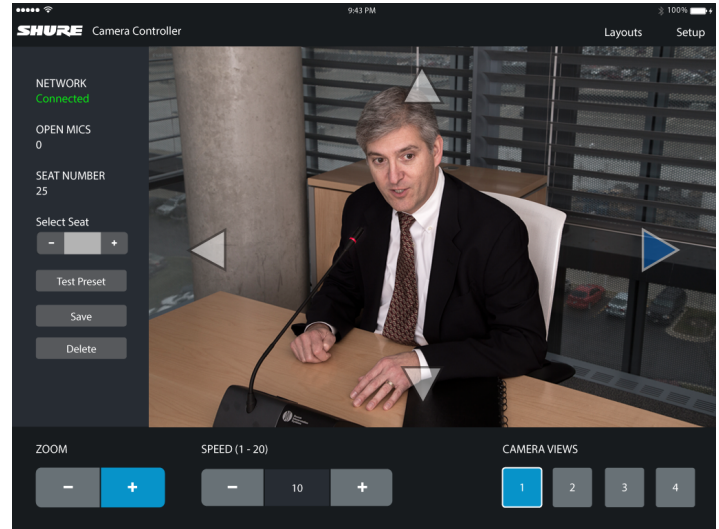 9:43 PM
100%
SHURE Camera Controller
Layouts Setup
NETWORK
Connected
OPEN MICS
0
SEAT NUMBER
25
Select Seat
- +
Test Preset
Save
Delete
ZOOM
- +
SPEED (1 - 20)
- 10 +
CAMERA VIEWS
1 2 3 4